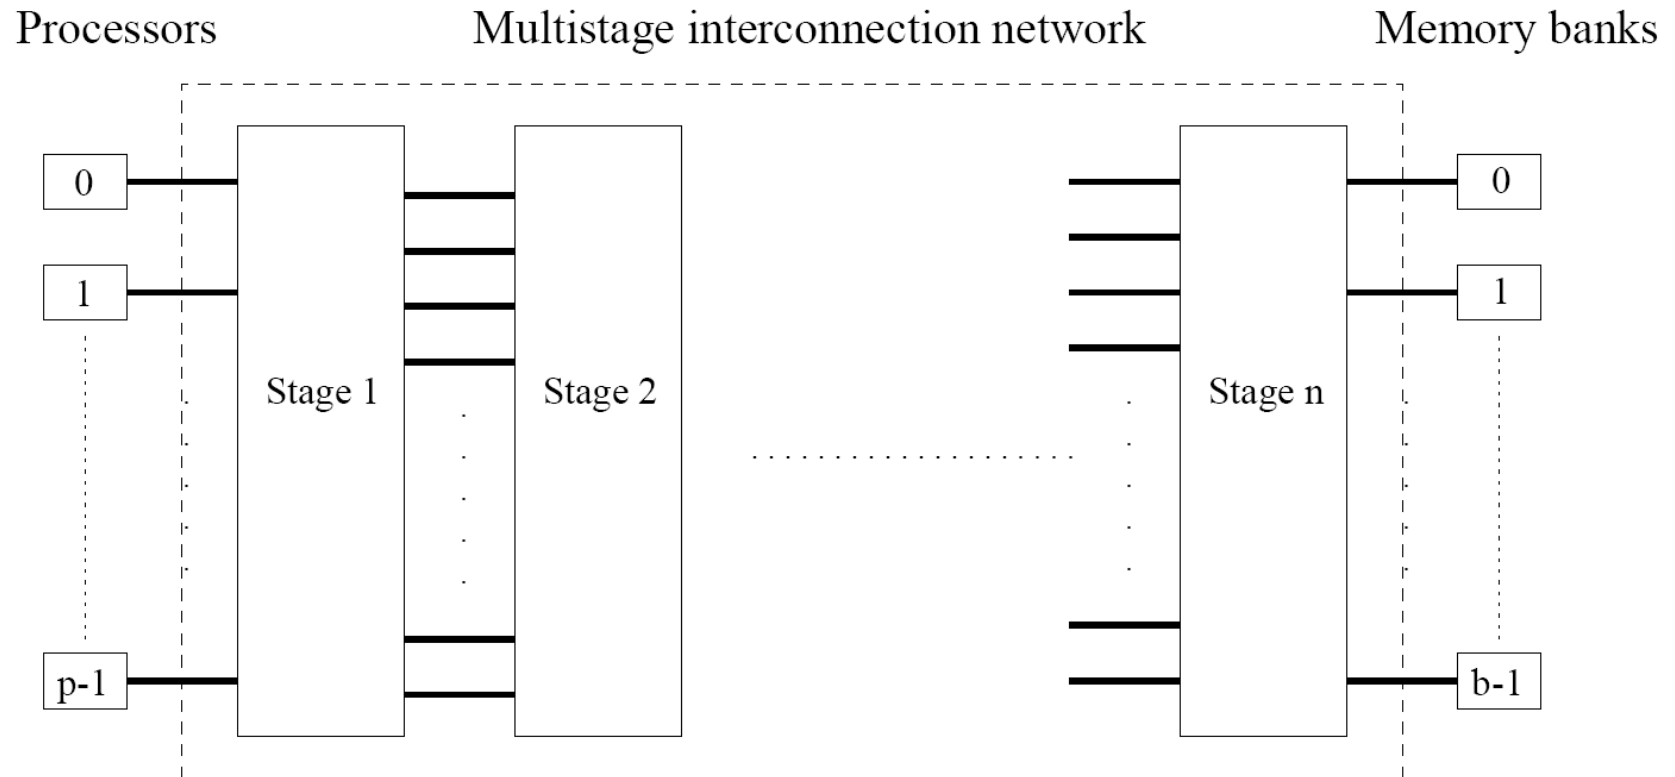 Processors Multistage interconnection network Memory banks
0 0
1 1
Stage 1 Stage 2 Stage n
p-1 b-1